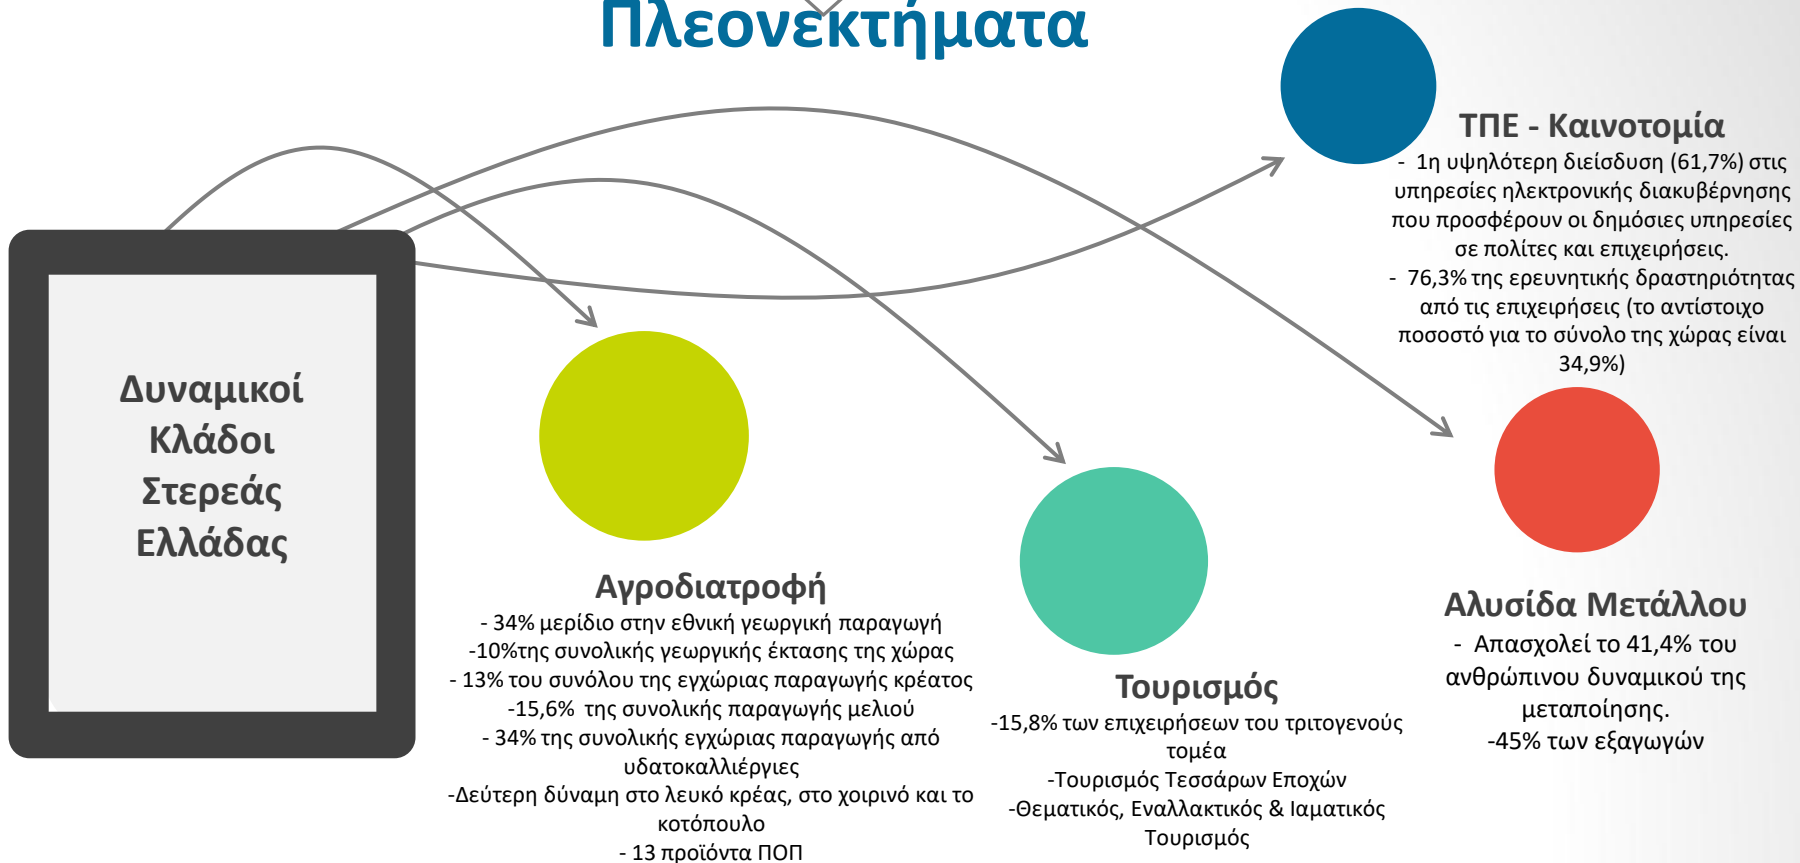 Πλεονεκτήματα
Δυναμικοί
Κλάδοι
Στερεάς
Ελλάδας
ΤΠΕ - Καινοτομία
- 1η υψηλότερη διείσδυση (61,7%) στις
υπηρεσίες ηλεκτρονικής διακυβέρνησης
που προσφέρουν οι δημόσιες υπηρεσίες
σε πολίτες και επιχειρήσεις.
- 76,3% της ερευνητικής δραστηριότητας
από τις επιχειρήσεις (το αντίστοιχο
ποσοστό για το σύνολο της χώρας είναι
34,9%)
Αγροδιατροφή
- 34% μερίδιο στην εθνική γεωργική παραγωγή
-10%της συνολικής γεωργικής έκτασης της χώρας
- 13% του συνόλου της εγχώριας παραγωγής κρέατος
-15,6% της συνολικής παραγωγής μελιού
- 34% της συνολικής εγχώριας παραγωγής από
υδατοκαλλιέργιες
-Δεύτερη δύναμη στο λευκό κρέας, στο χοιρινό και το
κοτόπουλο
- 13 προϊόντα ΠΟΠ
Τουρισμός
-15,8% των επιχειρήσεων του τριτογενούς
τομέα
-Τουρισμός Τεσσάρων Εποχών
-Θεματικός, Εναλλακτικός & Ιαματικός
Τουρισμός
Αλυσίδα Μετάλλου
- Απασχολεί το 41,4% του
ανθρώπινου δυναμικού της
μεταποίησης.
-45% των εξαγωγών